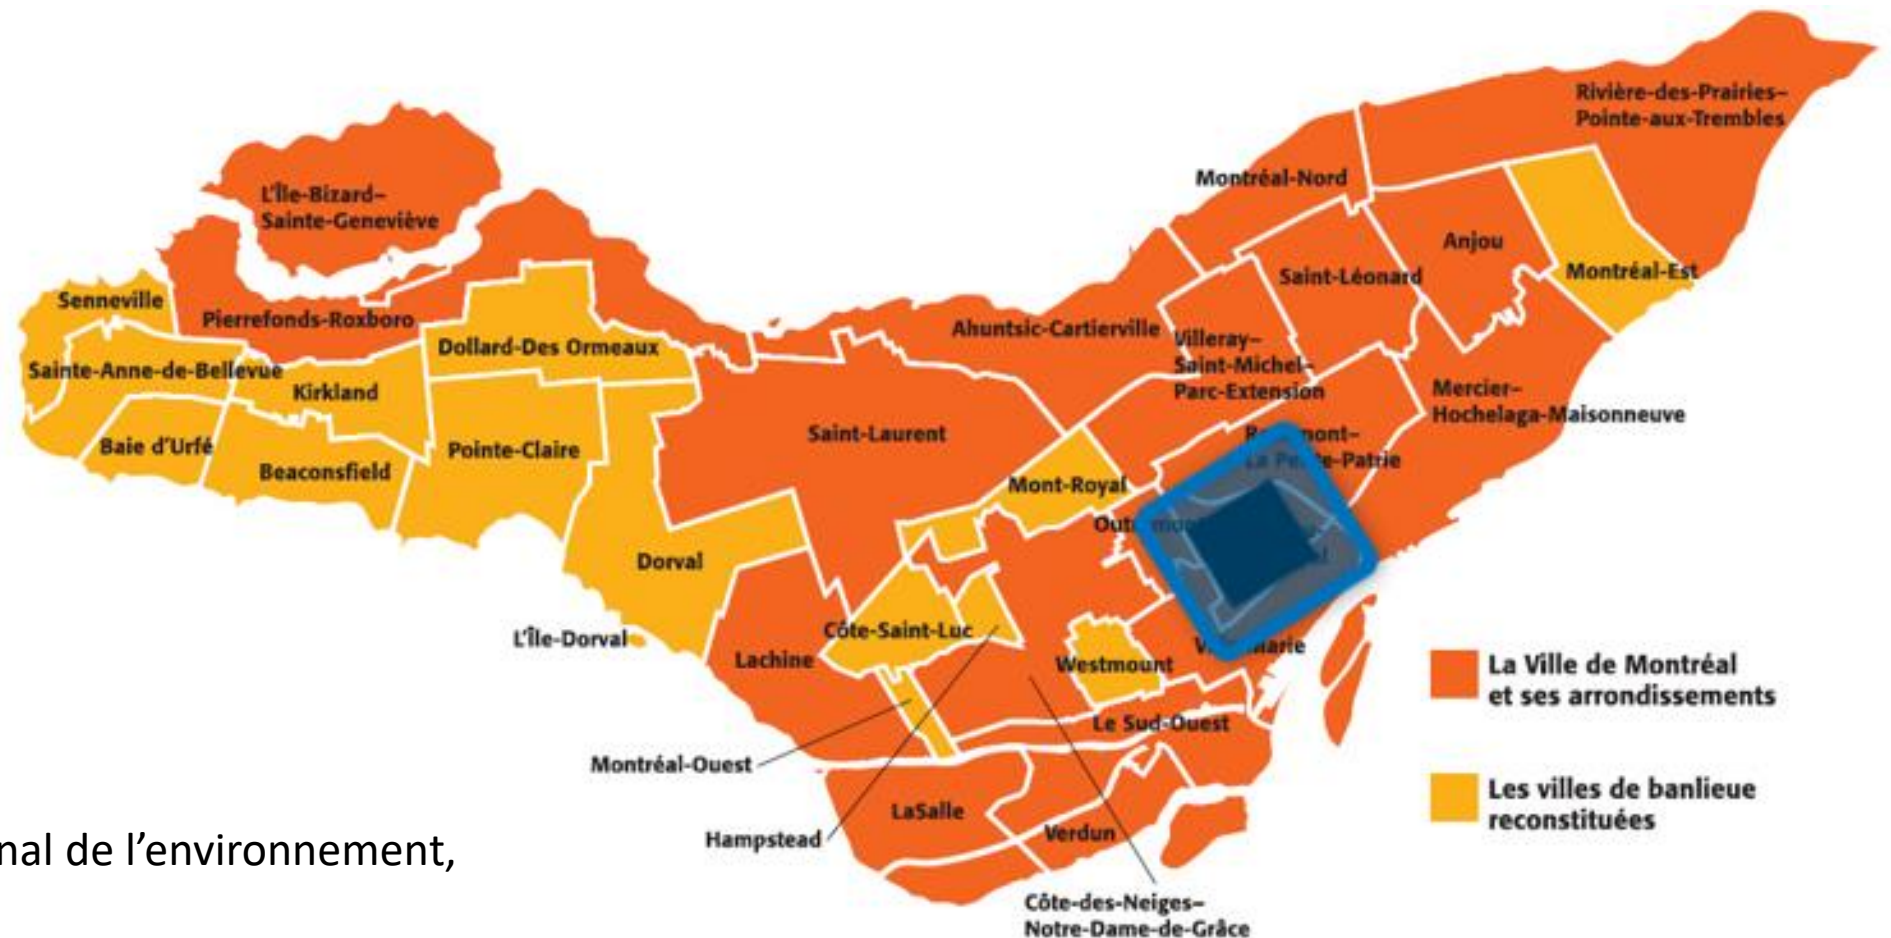 Rivière-des-Prairies–
Pointe-aux-Trembles
Montréal-Nord
L'Île-Bizard–
Sainte-Geneviève
Anjou
Saint-Léonard
Montréal-Est
Senneville
Pierrefonds-Roxboro
Ahuntsic-Cartierville
Dollard-Des Ormeaux
Villeray–
Saint-Michel–
Parc-Extension
Sainte-Anne-de-Bellevue
Kirkland
Mercier–
Hochelaga-Maisonneuve
Saint-Laurent
Baie d'Urfé
Pointe-Claire
Beaconsfield
Mont-Royal
Dorval
L'Île-Dorval
Côte-Saint-Luc
Lachine
Westmount
La Ville de Montréal
et ses arrondissements
Le Sud-Ouest
Montréal-Ouest
Les villes de banlieue
reconstituées
LaSalle
Verdun
Hampstead
nal de l'environnement,
Côte-des-Neiges–
Notre-Dame-de-Grâce